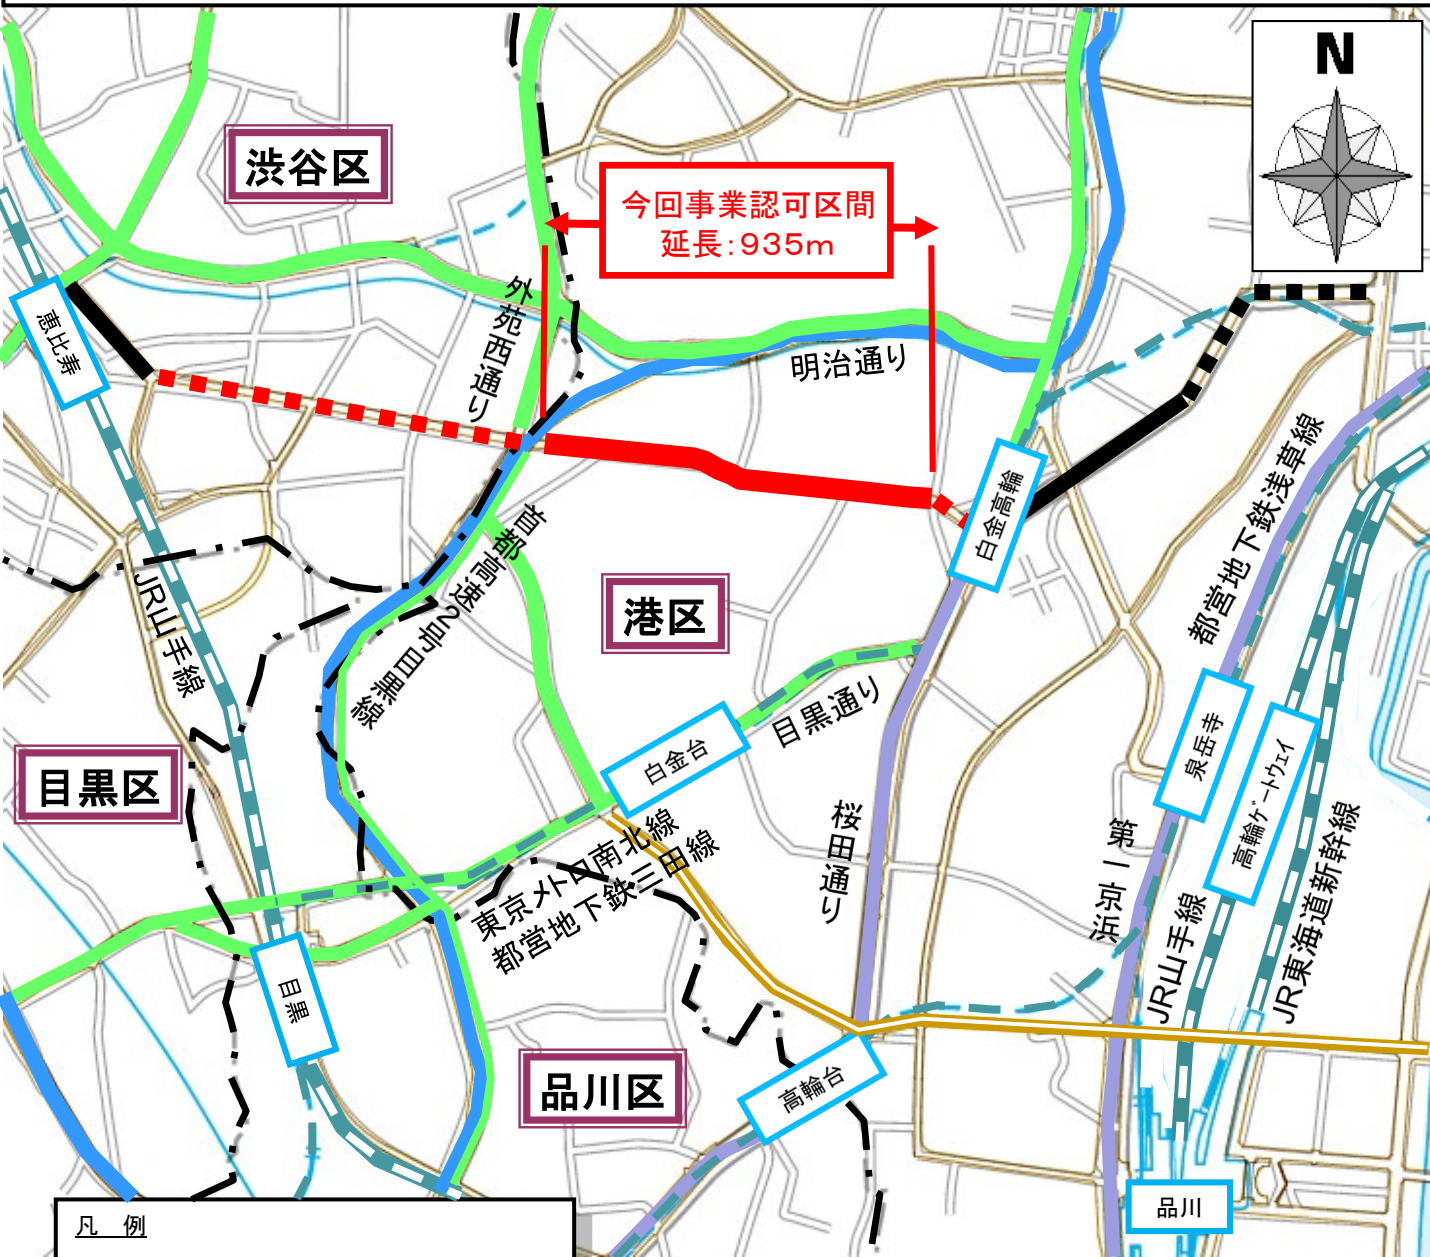 N
渋谷区
今回事業認可区間
延長：935m
外苑西通り
恵比寿
明治通り
白金高輪
都営地下鉄浅草線
首都高速2号目黒線
JR山手線
港区
目黒区
白金台
目黒通り
泉岳寺
高輪ゲートウェイ
桜田通り
第一京浜
東京メトロ南北線
都営地下鉄三田線
JR山手線
JR東海道新幹線
目黒
品川区
高輪台
品川
凡　例